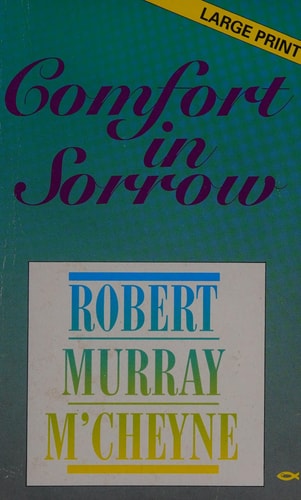 LARGE PRINT
Comfort
in
Sorrow
ROBERT
MURRAY
M'CHEYNE